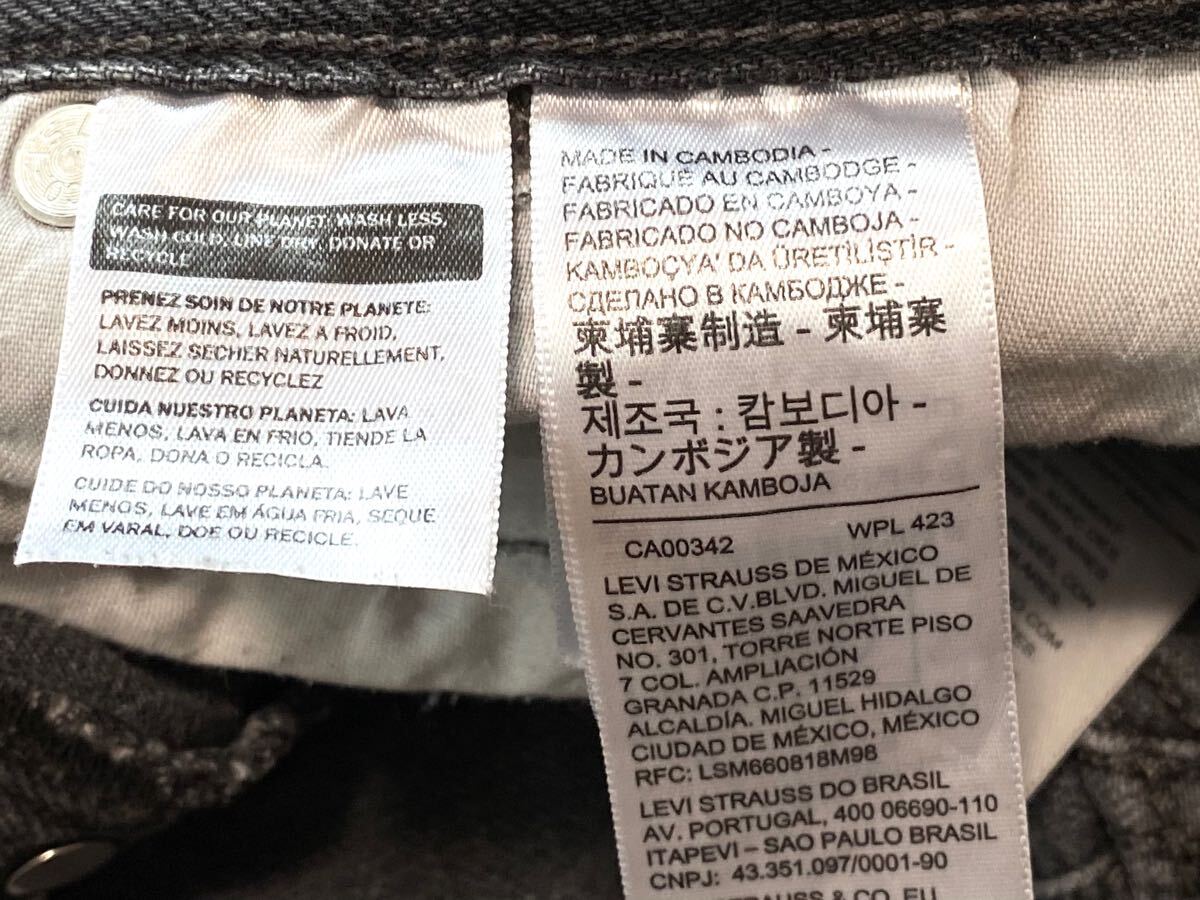 CARE FOR OUR PLANET: WASH LESS,
WASH COLD, LINE DRY, DONATE OR
RECYCLE
PRENEZ SOIN DE NOTRE PLANETE:
LAVEZ MOINS, LAVEZ A FROID,
LAISSEZ SECHER NATURELLEMENT,
DONNEZ OU RECYCLEZ
CUIDA NUESTRO PLANETA: LAVA
MENOS, LAVA EN FRIO, TIENDE LA
ROPA, DONA O RECICLA.
CUIDE DO NOSSO PLANETA: LAVE
MENOS, LAVE EM ÁGUA FRIA, SEQUE
EM VARAL, DOE OU RECICLE.
MADE IN CAMBODIA -
FABRIQUE AU CAMBODGE -
FABRICADO EN CAMBOYA -
FABRICADO NO CAMBOJA -
KAMBOÇYA' DA ÜRETİLİŞTİR -
СДЕЛАНО В КАМБОДЖЕ -
柬埔寨制造 - 柬埔寨
製 -
제조국 : 캄보디아 -
カンボジア製 -
BUATAN KAMBOJA
CA00342 WPL 423
LEVI STRAUSS DE MÉXICO
S.A. DE C.V.BLVD. MIGUEL DE
CERVANTES SAAVEDRA
NO. 301, TORRE NORTE PISO
7 COL. AMPLIACIÓN
GRANADA C.P. 11529
ALCALDÍA. MIGUEL HIDALGO
CIUDAD DE MÉXICO, MÉXICO
RFC: LSM660818M98
LEVI STRAUSS DO BRASIL
AV. PORTUGAL, 400 06690-110
ITAPEVI – SAO PAULO BRASIL
CNPJ: 43.351.097/0001-90
STRAUSS & CO. EU